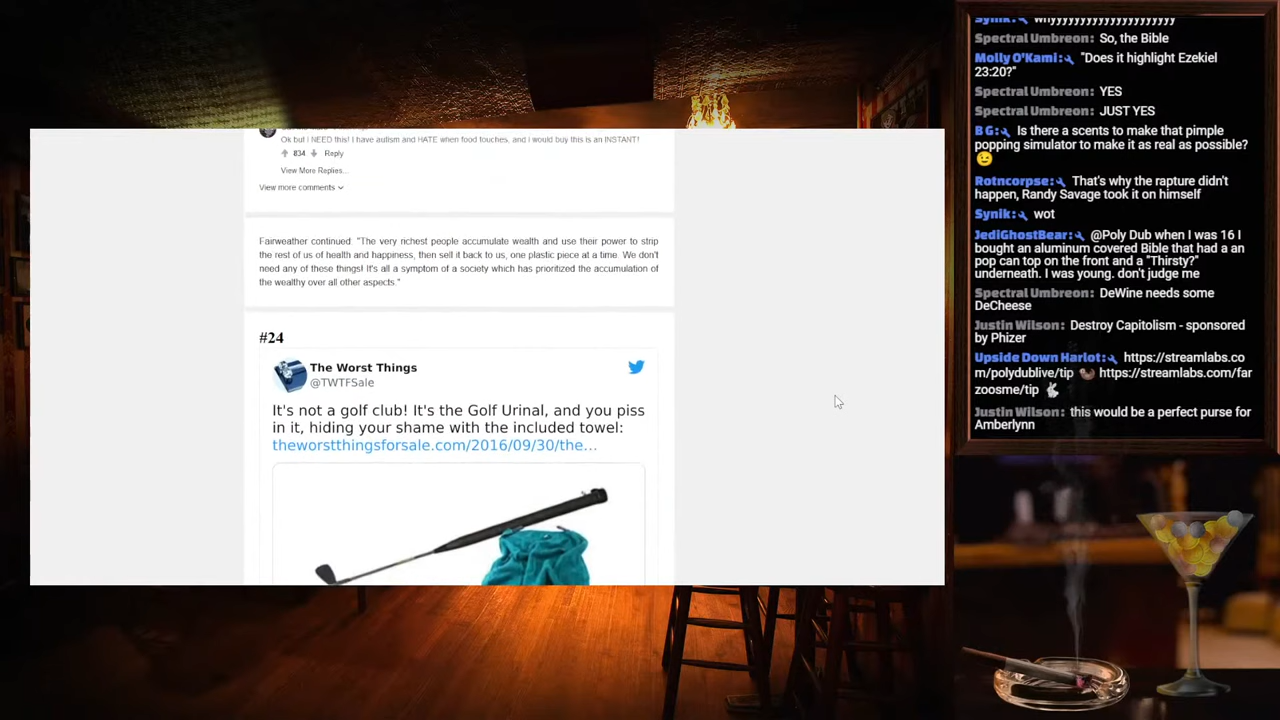 Ok but I NEED this! I have autism and HATE when food touches, and i would buy this is an INSTANT!
834 Reply
View More Replies...
View more comments
Fairweather continued: "The very richest people accumulate wealth and use their power to strip
the rest of us of health and happiness, then sell it back to us, one plastic piece at a time. We don't
need any of these things! It's all a symptom of a society which has prioritized the accumulation of
the wealthy over all other aspects."
#24
The Worst Things
@TWTFSale
It's not a golf club! It's the Golf Urinal, and you piss
in it, hiding your shame with the included towel:
theworstthingsforsale.com/2016/09/30/the…
Spectral Umbreon: So, the Bible
Molly O'Kami: "Does it highlight Ezekiel
23:20?"
Spectral Umbreon: YES
Spectral Umbreon: JUST YES
B G: Is there a scents to make that pimple
popping simulator to make it as real as possible?
Rotncorpse: That's why the rapture didn't
happen, Randy Savage took it on himself
Synik: wot
JediGhostBear: @Poly Dub when I was 16 I
bought an aluminum covered Bible that had a an
pop can top on the front and a "Thirsty?"
underneath. I was young. don't judge me
Spectral Umbreon: DeWine needs some
DeCheese
Justin Wilson: Destroy Capitolism - sponsored
by Phizer
Upside Down Harlot: https://streamlabs.co
m/polydublive/tip https://streamlabs.com/far
zoosme/tip
Justin Wilson: this would be a perfect purse for
Amberlynn